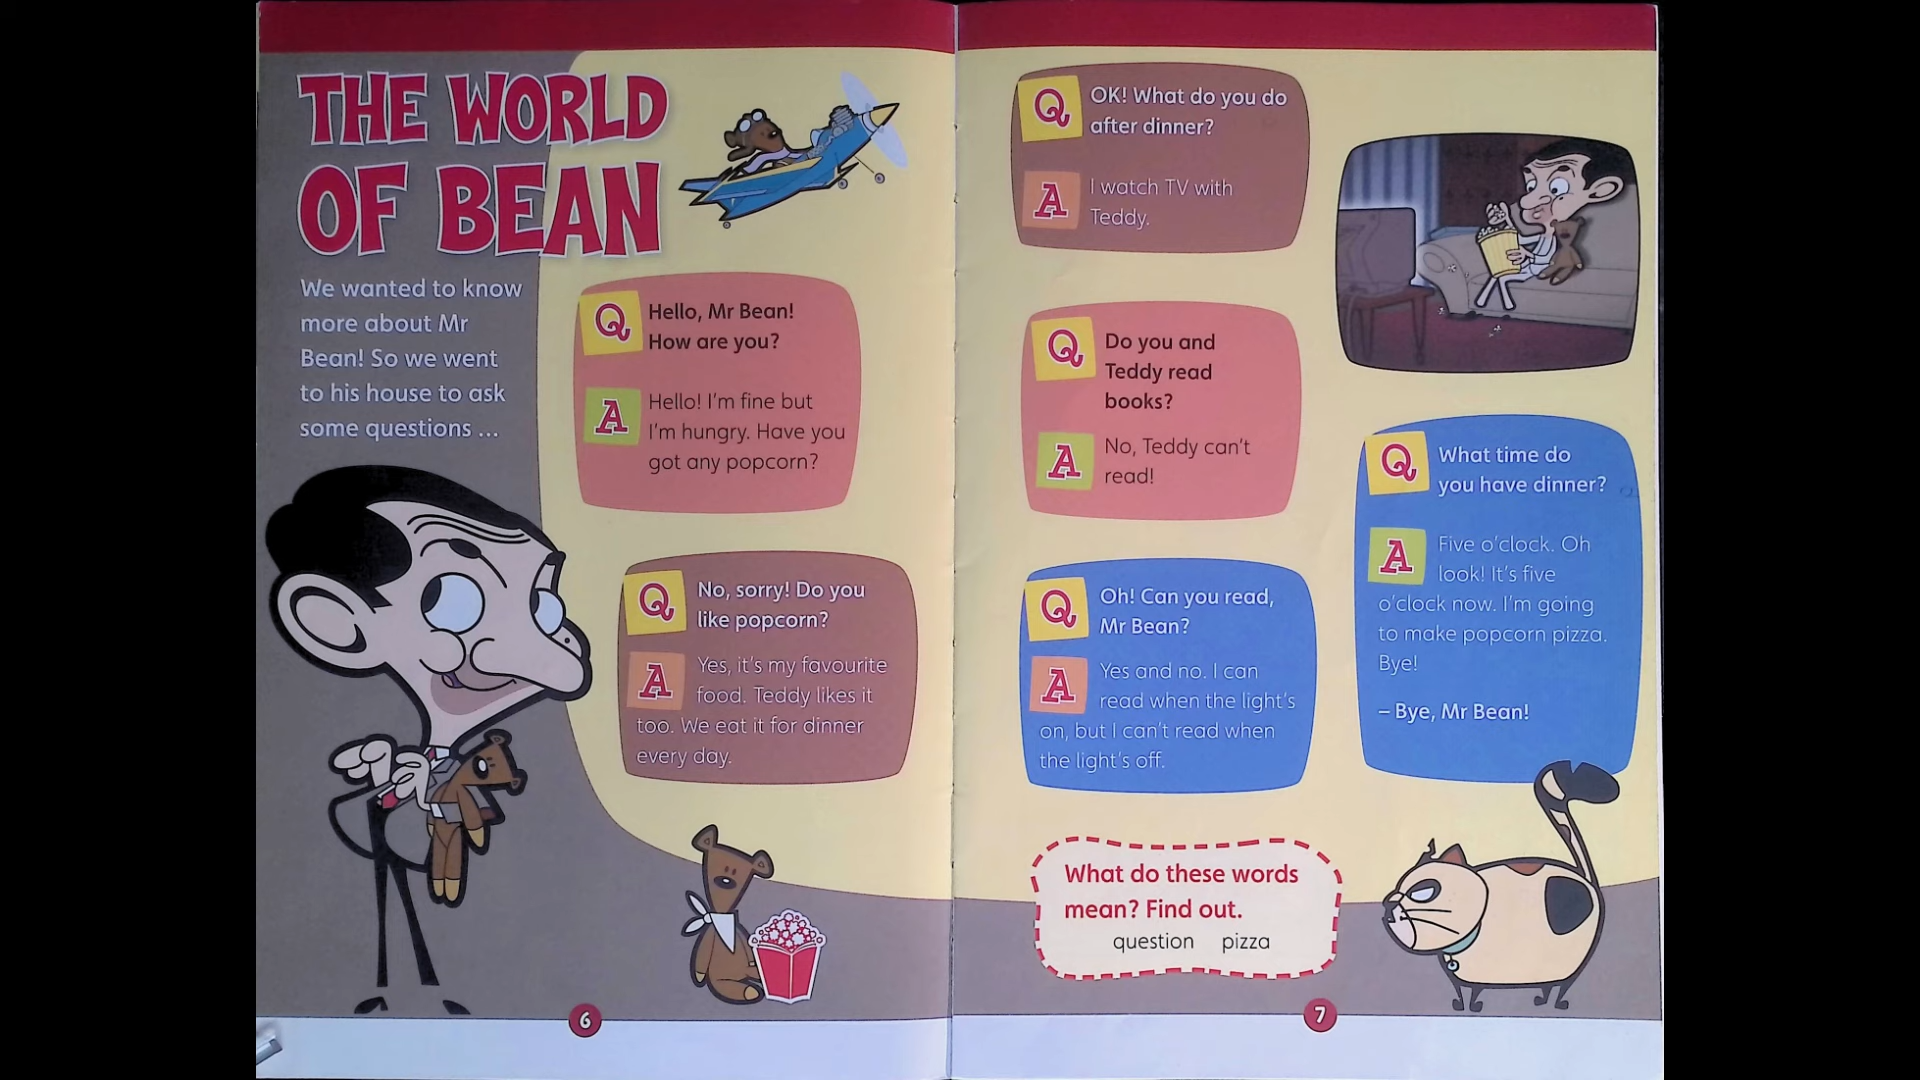 THE WORLD
OF BEAN
We wanted to know
more about Mr
Bean! So we went
to his house to ask
some questions ...
Q Hello, Mr Bean!
How are you?
A Hello! I'm fine but
I'm hungry. Have you
got any popcorn?
Q No, sorry! Do you
like popcorn?
A Yes, it's my favourite
food. Teddy likes it
too. We eat it for dinner
every day.
6
Q OK! What do you do
after dinner?
A I watch TV with
Teddy.
Q Do you and
Teddy read
books?
A No, Teddy can't
read!
Q Oh! Can you read,
Mr Bean?
A Yes and no. I can
read when the light's
on, but I can't read when
the light's off.
Q What time do
you have dinner?
A Five o'clock. Oh
look! It's five
o'clock now. I'm going
to make popcorn pizza.
Bye!
– Bye, Mr Bean!
What do these words
mean? Find out.
question pizza
7